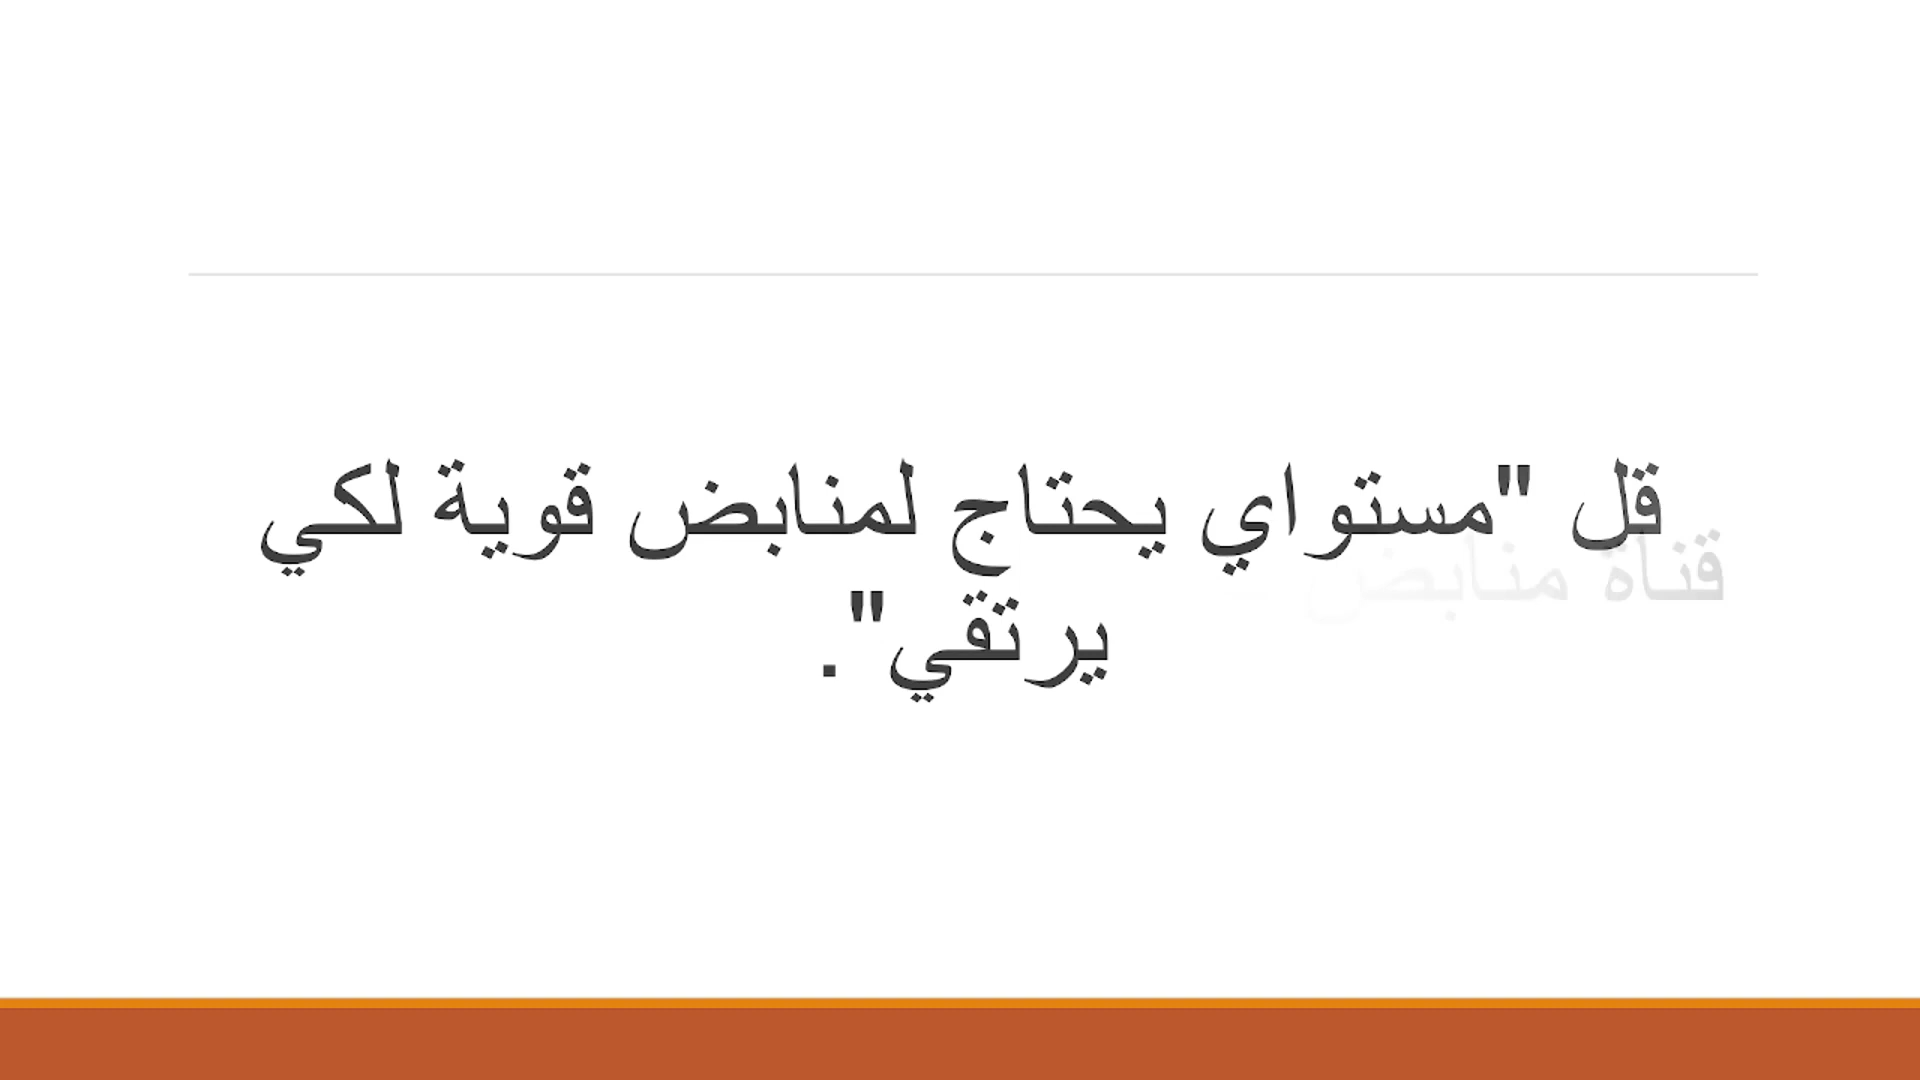 قل "مستواي يحتاج لمنابض قوية لكي
يرتقي".
قناة منابض